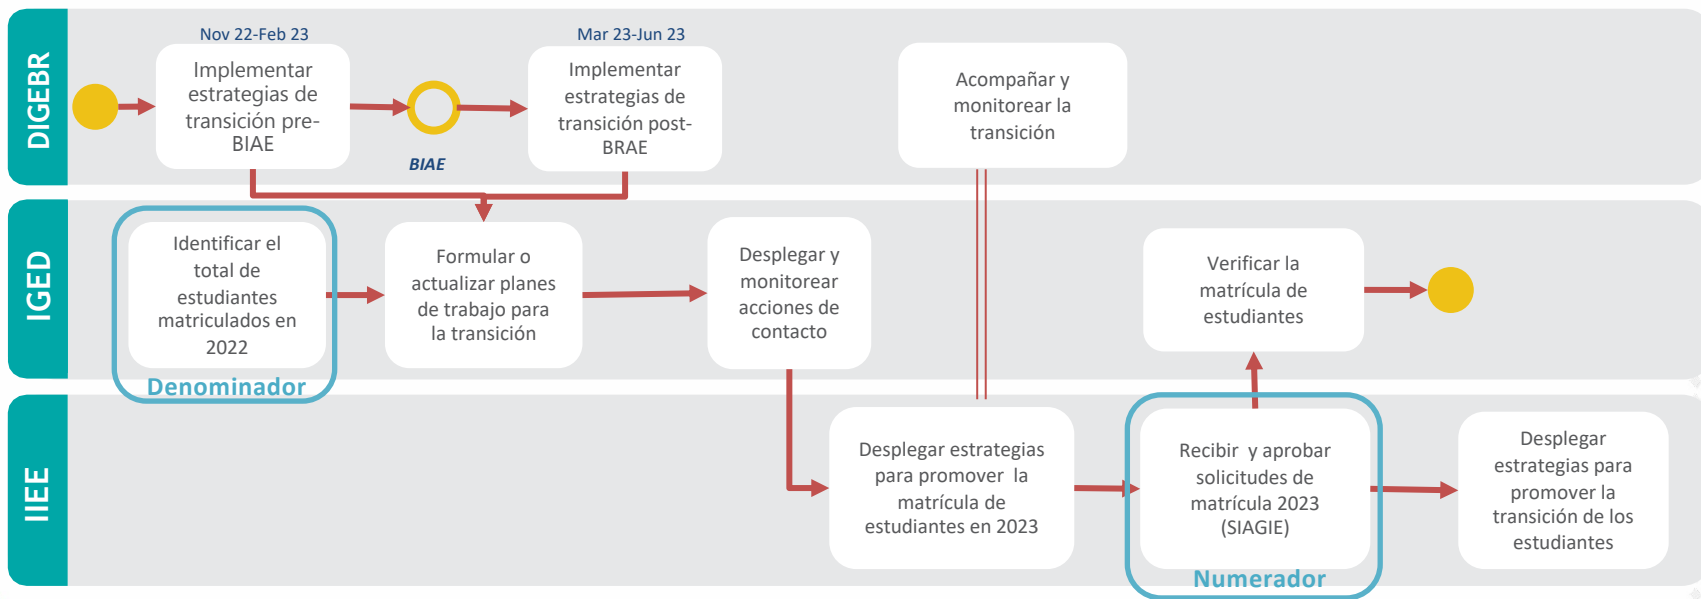 DIGEBR
Nov 22-Feb 23
Implementar
estrategias de
transición pre-
BIAE
BIAE
Mar 23-Jun 23
Implementar
estrategias de
transición post-
BRAE
Acompañar y
monitorear la
transición
IGED
Identificar el
total de
estudiantes
matriculados en
2022
Denominador
Formular o
actualizar planes
de trabajo para
la transición
Desplegar y
monitorear
acciones de
contacto
Verificar la
matrícula de
estudiantes
IIEE
Desplegar estrategias
para promover la
matrícula de
estudiantes en 2023
Recibir y aprobar
solicitudes de
matrícula 2023
(SIAGIE)
Numerador
Desplegar
estrategias para
promover la
transición de los
estudiantes